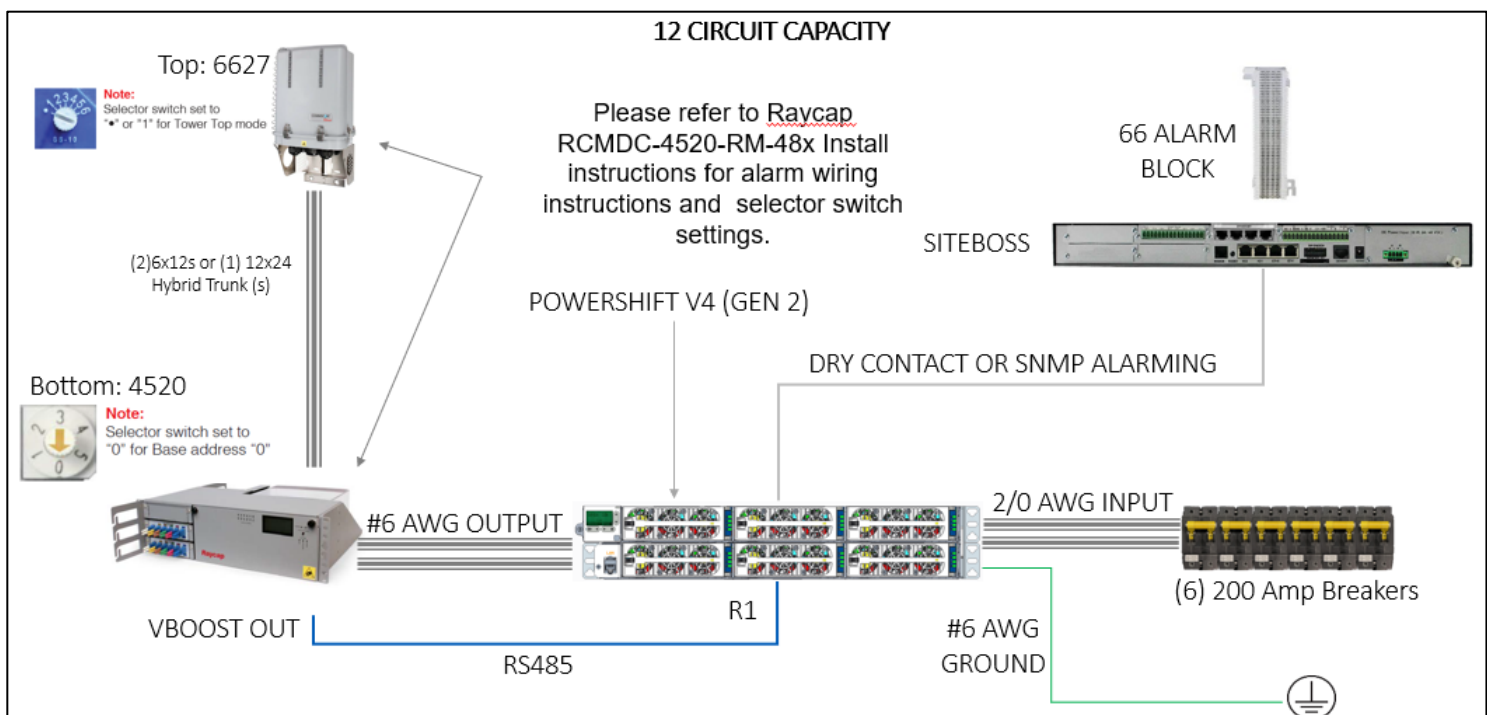 12 CIRCUIT CAPACITY
Top: 6627
Note:
Selector switch set to
"•" or "1" for Tower Top mode
Please refer to Raycap
RCMDC-4520-RM-48x Install
instructions for alarm wiring
instructions and selector switch
settings.
66 ALARM
BLOCK
SITEBOSS
(2)6x12s or (1) 12x24
Hybrid Trunk (s)
POWERSHIFT V4 (GEN 2)
DRY CONTACT OR SNMP ALARMING
Bottom: 4520
Note:
Selector switch set to
"0" for Base address "0"
#6 AWG OUTPUT
2/0 AWG INPUT
Raycap
(6) 200 Amp Breakers
VBOOST OUT
R1
RS485
#6 AWG
GROUND